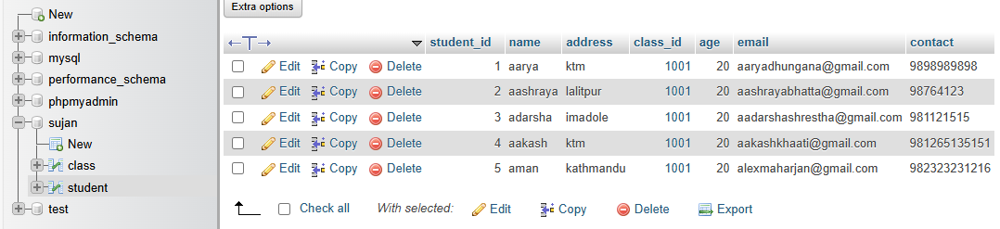 Extra options
New
information_schema
mysql
performance_schema
phpmyadmin
sujan
New
class
student
test
student_id name address class_id age email contact
Edit Copy Delete 1 aarya ktm 1001 20 aaryadhungana@gmail.com 9898989898
Edit Copy Delete 2 aashraya lalitpur 1001 20 aashrayabhatta@gmail.com 98764123
Edit Copy Delete 3 adarsha imadole 1001 20 aadarshashrestha@gmail.com 981121515
Edit Copy Delete 4 aakash ktm 1001 20 aakashkhaati@gmail.com 981265135151
Edit Copy Delete 5 aman kathmandu 1001 20 alexmaharjan@gmail.com 982323231216
Check all With selected: Edit Copy Delete Export